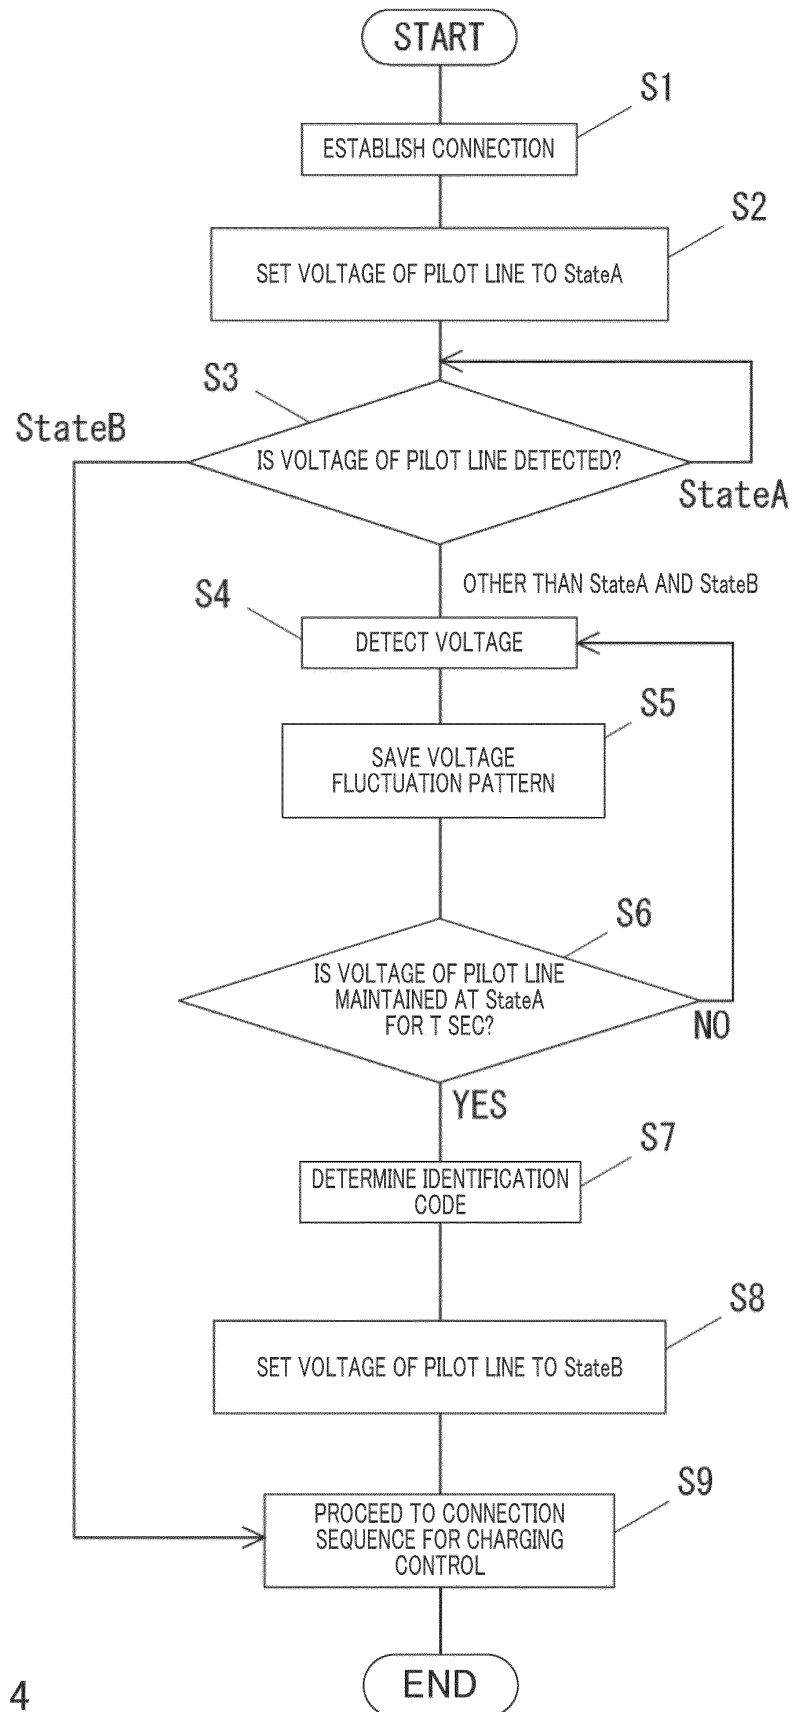 START
S1
ESTABLISH CONNECTION
S2
SET VOLTAGE OF PILOT LINE TO StateA
S3
StateB
IS VOLTAGE OF PILOT LINE DETECTED?
StateA
OTHER THAN StateA AND StateB
S4
DETECT VOLTAGE
S5
SAVE VOLTAGE
FLUCTUATION PATTERN
S6
IS VOLTAGE OF PILOT LINE
MAINTAINED AT StateA
FOR T SEC?
NO
YES
S7
DETERMINE IDENTIFICATION
CODE
S8
SET VOLTAGE OF PILOT LINE TO StateB
S9
PROCEED TO CONNECTION
SEQUENCE FOR CHARGING
CONTROL
END
4